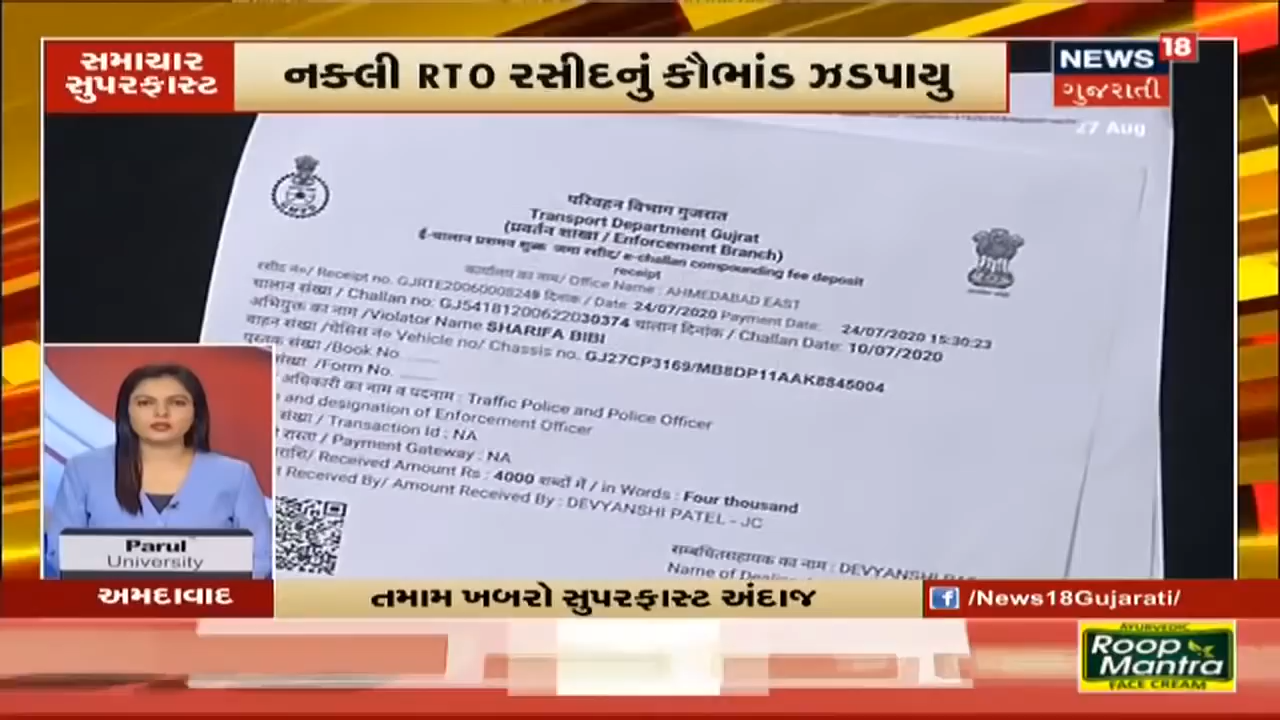 સમાચાર
સુપરફાસ્ટ
નકલી RTO રસીદનું કૌભાંડ ઝડપાયુ
NEWS 18
ગુજરાતી
27 Aug
परिवहन विभाग गुजरात
Transport Department Gujrat
(प्रवर्तन शाखा / Enforcement Branch)
ई-चालान प्रशमन शुल्क जमा रसीद/ e-challan compounding fee deposit
receipt
कार्यालय का नाम/ Office Name : AHMEDABAD EAST
रसीद न०/ Receipt no. GJRTE20060008249 दिनांक / Date: 24/07/2020 Payment Date: 24/07/2020 15:30:23
चालान संख्या / Challan no: GJ54181200622030374 चालान दिनांक / Challan Date: 10/07/2020
अभियुक्त का नाम /Violator Name SHARIFA BIBI
वाहन संख्या /चेसिस न० Vehicle no/ Chassis no. GJ27CP3169/MB8DP11AAK8845004
पुस्तक संख्या /Book No
संख्या /Form No.
अधिकारी का नाम व पदनाम : Traffic Police and Police Officer
and designation of Enforcement Officer
संख्या / Transaction Id : NA
रास्ता / Payment Gateway : NA
राशि/ Received Amount Rs : 4000 शब्दों में / in Words : Four thousand
Received By/ Amount Received By : DEVYANSHI PATEL - JC
सम्बंधितसहायक का नाम : DEVYANSHI
Name of
Parul
University
અમદાવાદ
તમામ ખબરો સુપરફાસ્ટ અંદાજ
/News18Gujarati/
AYURVEDIC
Roop
Mantra
FACE CREAM